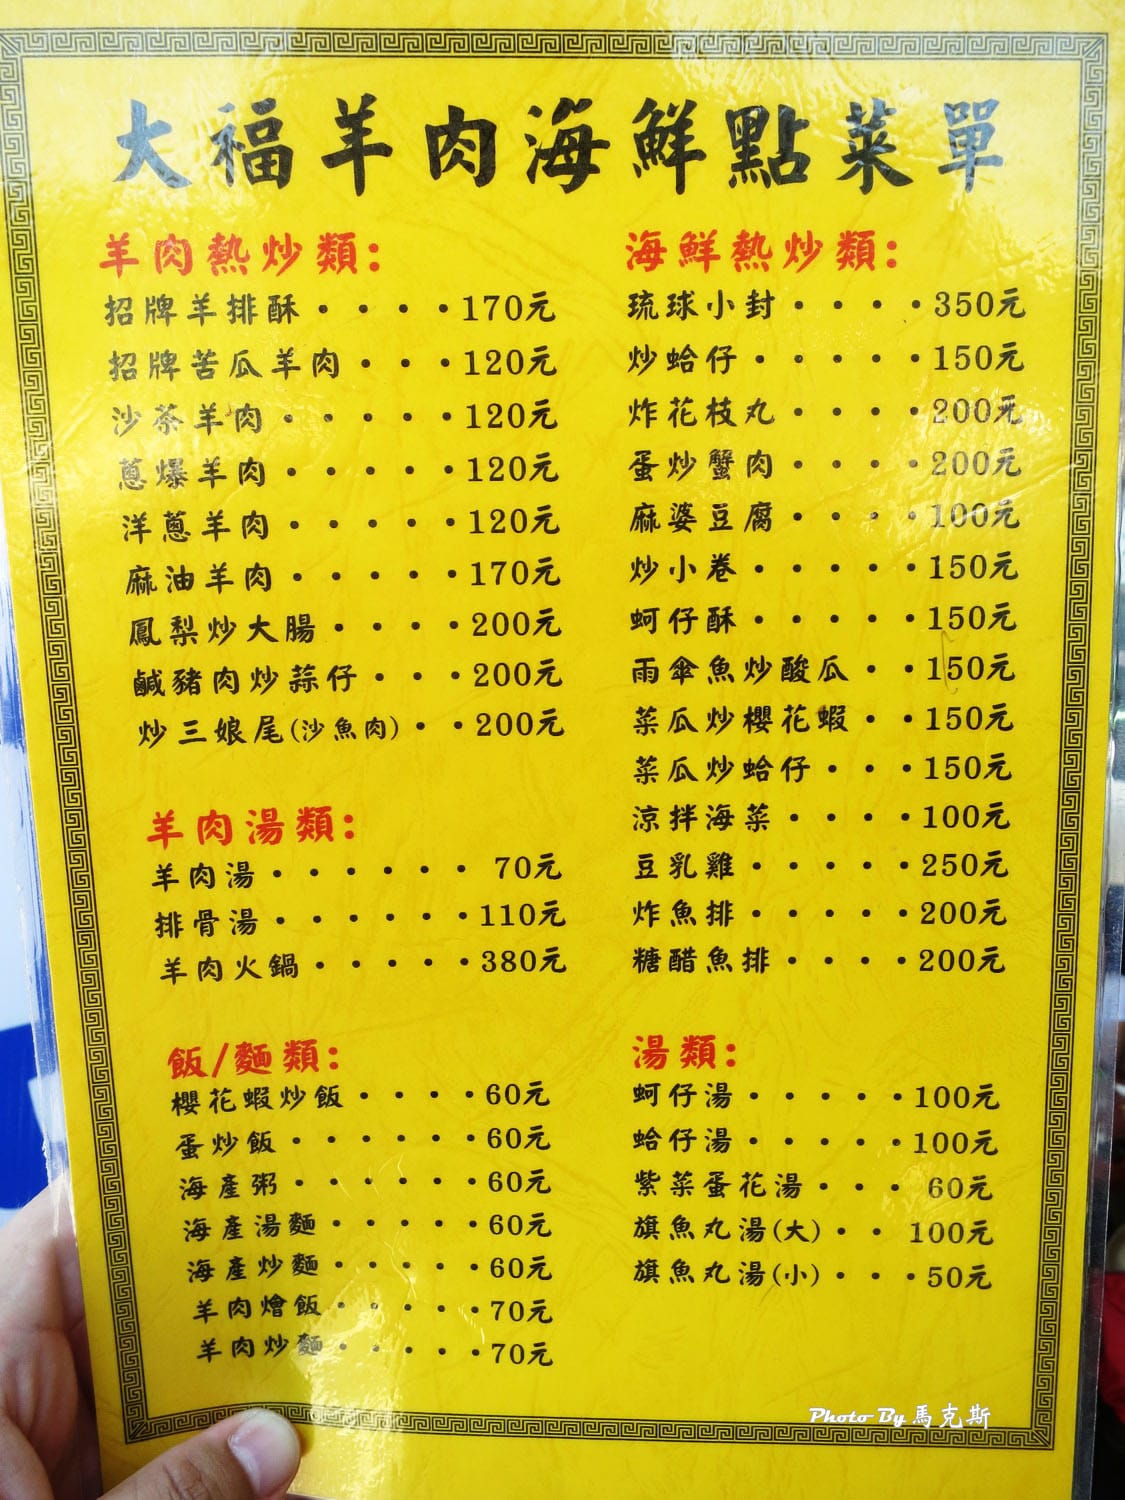 大福羊肉海鮮點菜單
羊肉熱炒類:
招牌羊排酥‧‧‧‧170元
招牌苦瓜羊肉‧‧‧120元
沙茶羊肉‧‧‧‧‧120元
蔥爆羊肉‧‧‧‧‧120元
洋蔥羊肉‧‧‧‧‧120元
麻油羊肉‧‧‧‧‧170元
鳳梨炒大腸‧‧‧‧200元
鹹豬肉炒蒜仔‧‧‧200元
炒三娘尾(沙魚肉)‧‧200元
羊肉湯類:
羊肉湯‧‧‧‧‧‧70元
排骨湯‧‧‧‧‧‧110元
羊肉火鍋‧‧‧‧‧380元
飯/麵類:
櫻花蝦炒飯‧‧‧‧60元
蛋炒飯‧‧‧‧‧‧60元
海產粥‧‧‧‧‧‧60元
海產湯麵‧‧‧‧‧60元
海產炒麵‧‧‧‧‧60元
羊肉燴飯‧‧‧‧‧70元
羊肉炒麵‧‧‧‧‧70元
海鮮熱炒類:
琉球小封‧‧‧‧350元
炒蛤仔‧‧‧‧‧150元
炸花枝丸‧‧‧‧200元
蛋炒蟹肉‧‧‧‧200元
麻婆豆腐‧‧‧‧100元
炒小卷‧‧‧‧‧150元
蚵仔酥‧‧‧‧‧150元
雨傘魚炒酸瓜‧‧150元
菜瓜炒櫻花蝦‧‧150元
菜瓜炒蛤仔‧‧‧150元
涼拌海菜‧‧‧‧100元
豆乳雞‧‧‧‧‧250元
炸魚排‧‧‧‧‧200元
糖醋魚排‧‧‧‧200元
湯類:
蚵仔湯‧‧‧‧‧100元
蛤仔湯‧‧‧‧‧100元
紫菜蛋花湯‧‧‧60元
旗魚丸湯(大)‧‧100元
旗魚丸湯(小)‧‧‧50元
Photo By 馬克斯